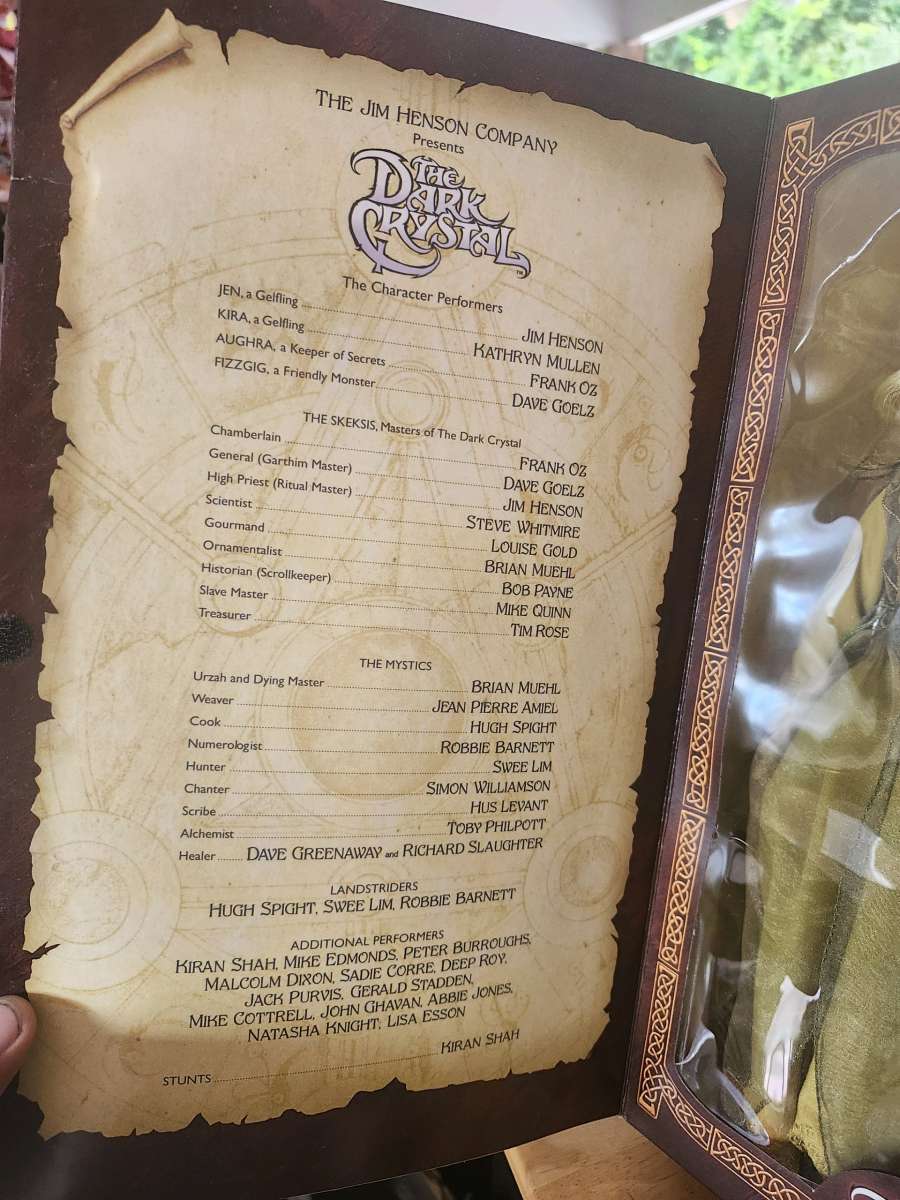 THE JIM HENSON COMPANY
Presents
THE DARK CRYSTAL ™
The Character Performers
JEN, a Gelfling JIM HENSON
KIRA, a Gelfling KATHRYN MULLEN
AUGHRA, a Keeper of Secrets FRANK OZ
FIZZGIG, a Friendly Monster DAVE GOELZ
THE SKEKSIS, Masters of The Dark Crystal
Chamberlain FRANK OZ
General (Garthim Master) DAVE GOELZ
High Priest (Ritual Master) JIM HENSON
Scientist STEVE WHITMIRE
Gourmand LOUISE GOLD
Ornamentalist BRIAN MUEHL
Historian (Scrollkeeper) BOB PAYNE
Slave Master MIKE QUINN
Treasurer TIM ROSE
THE MYSTICS
Urzah and Dying Master BRIAN MUEHL
Weaver JEAN PIERRE AMIEL
Cook HUGH SPIGHT
Numerologist ROBBIE BARNETT
Hunter SWEE LIM
Chanter SIMON WILLIAMSON
Scribe HUS LEVANT
Alchemist TOBY PHILPOTT
Healer DAVE GREENAWAY and RICHARD SLAUGHTER
LANDSTRIDERS
HUGH SPIGHT, SWEE LIM, ROBBIE BARNETT
ADDITIONAL PERFORMERS
KIRAN SHAH, MIKE EDMONDS, PETER BURROUGHS,
MALCOLM DIXON, SADIE CORRE, DEEP ROY,
JACK PURVIS, GERALD STADDEN,
MIKE COTTRELL, JOHN GHAVAN, ABBIE JONES,
NATASHA KNIGHT, LISA ESSON
STUNTS KIRAN SHAH